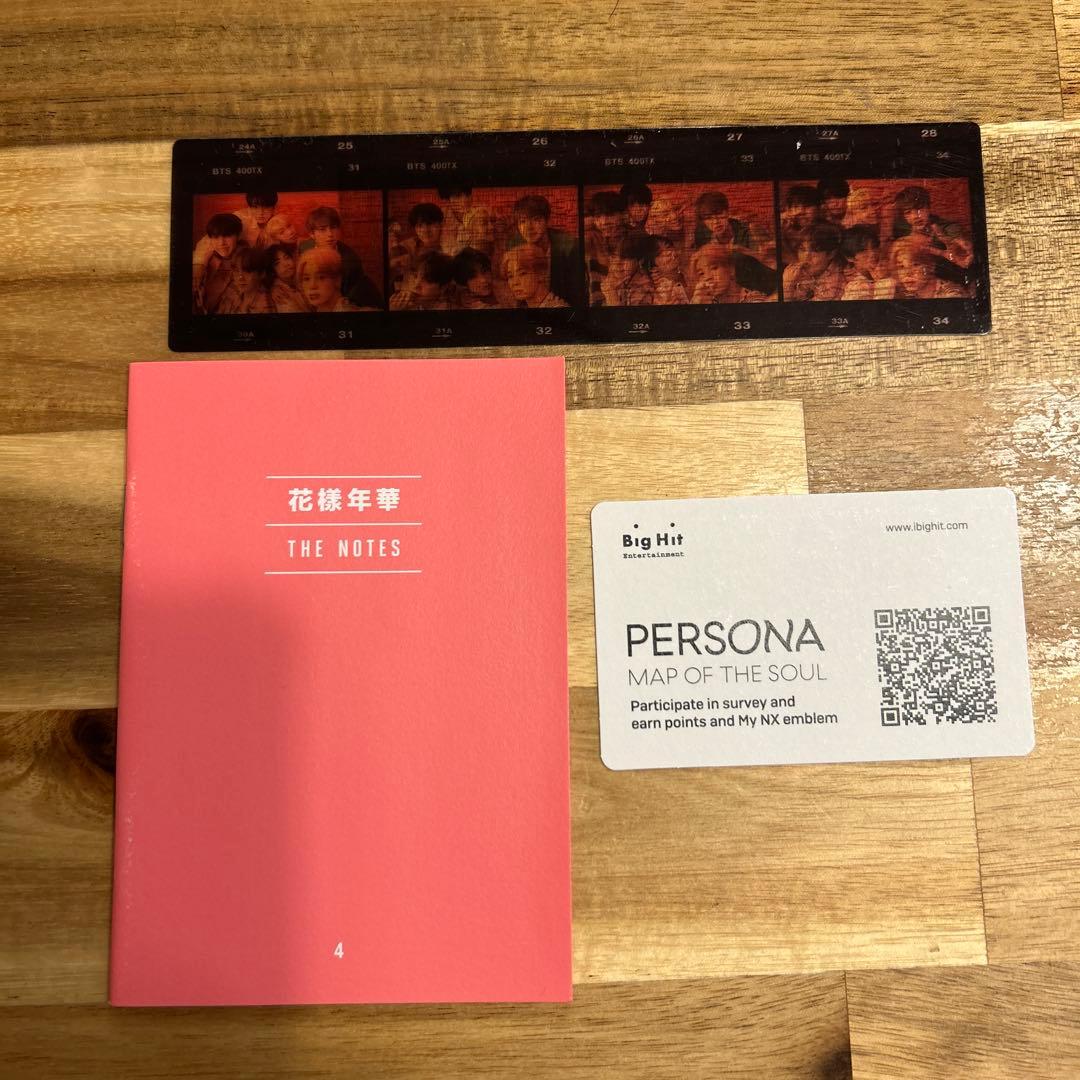 24A 25 25A 26 26A 27 27A 28
BTS 400TX 31 BTS 400TX 32 BTS 400TX 33 BTS 400TX 34
30A 31 31A 32 32A 33 33A 34
花樣年華
THE NOTES
4
Big Hit
Entertainment
www.ibighit.com
PERSONA
MAP OF THE SOUL
Participate in survey and
earn points and My NX emblem